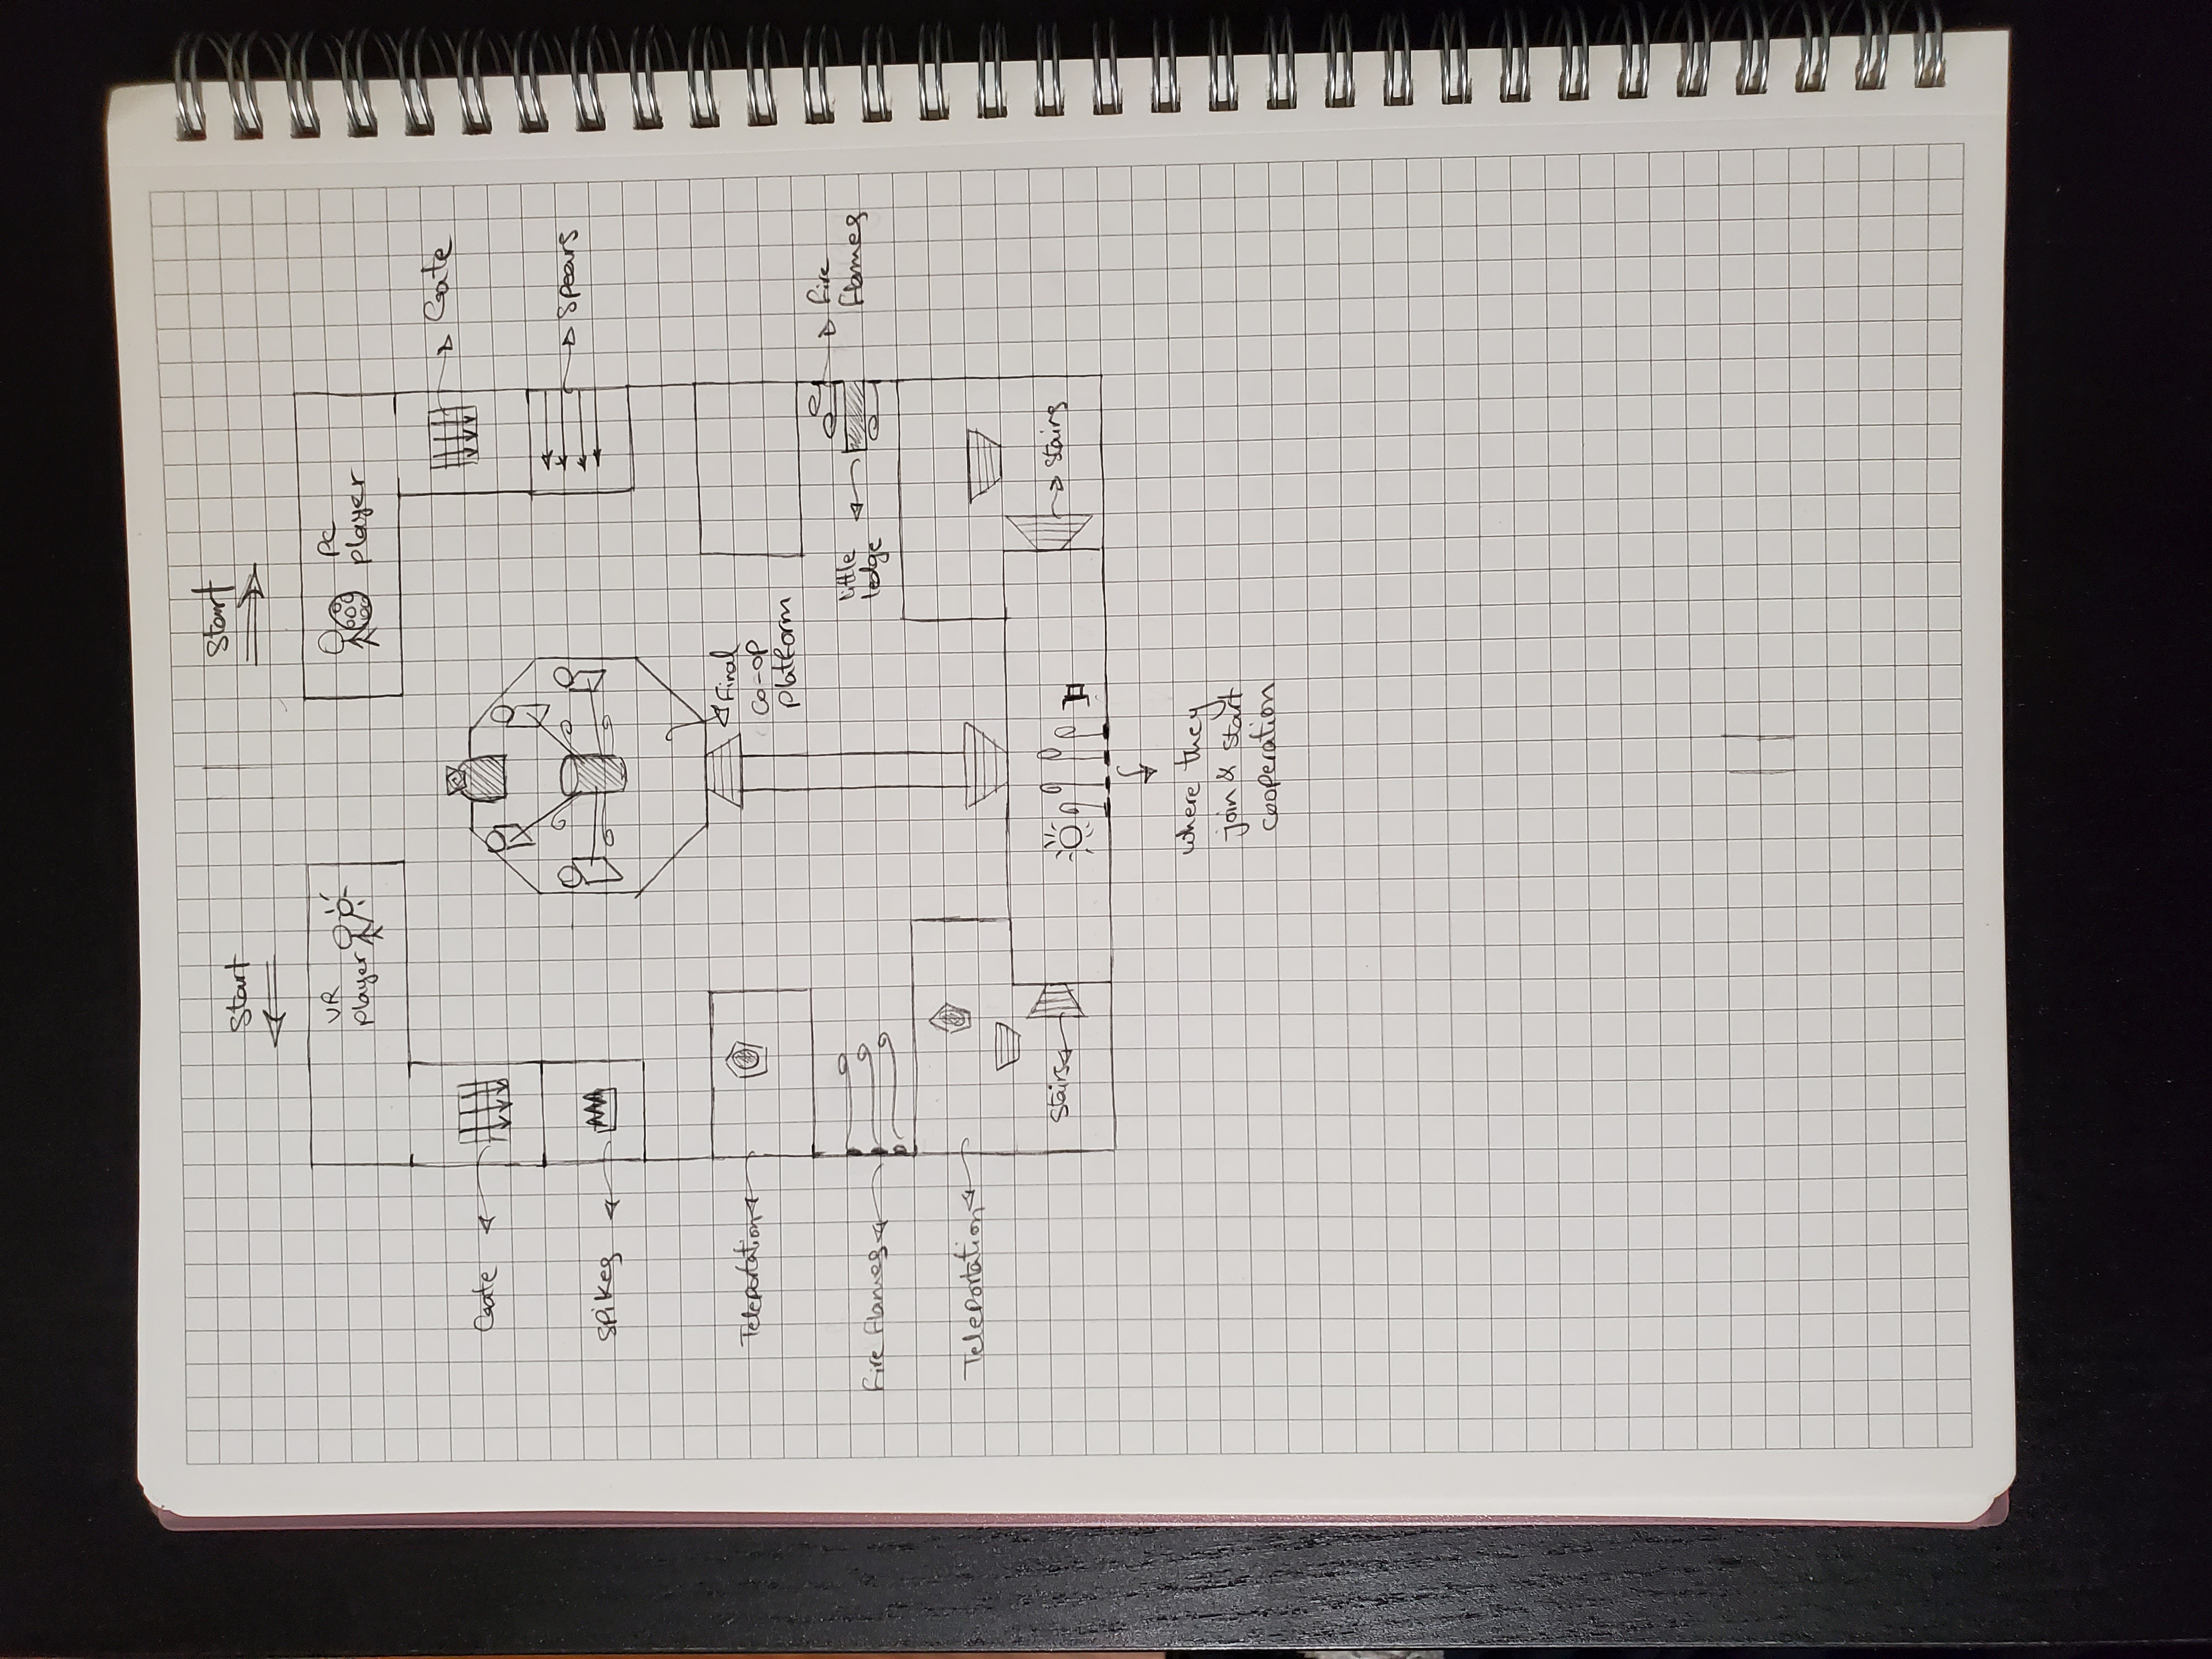 Start
Start
VR
player
PC
player
Gate
Gate
Spikes
Spears
Teleportation
Final
Co-op
Platform
Fire flames
little
ledge
Fire
flames
Teleportation
Stairs
Stairs
where they
join & start
cooperation